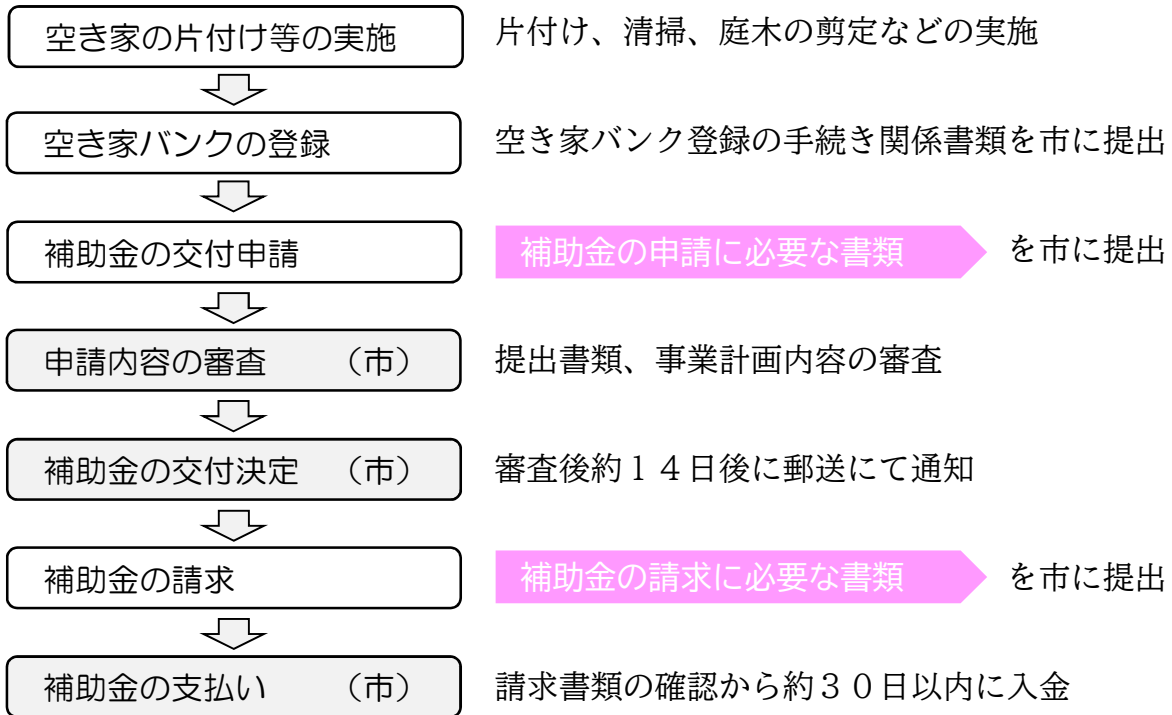 空き家の片付け等の実施
片付け、清掃、庭木の剪定などの実施
空き家バンクの登録
空き家バンク登録の手続き関係書類を市に提出
補助金の交付申請
補助金の申請に必要な書類 を市に提出
申請内容の審査 (市)
提出書類、事業計画内容の審査
補助金の交付決定 (市)
審査後約14日後に郵送にて通知
補助金の請求
補助金の請求に必要な書類 を市に提出
補助金の支払い (市)
請求書類の確認から約30日以内に入金